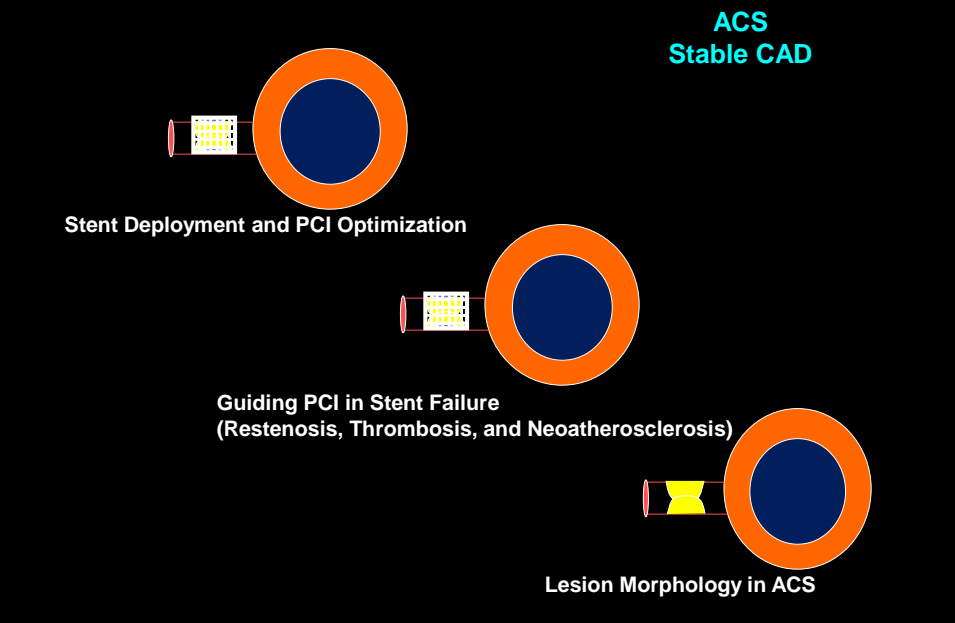 ACS
Stable CAD
Stent Deployment and PCI Optimization
Guiding PCI in Stent Failure
(Restenosis, Thrombosis, and Neoatherosclerosis)
Lesion Morphology in ACS